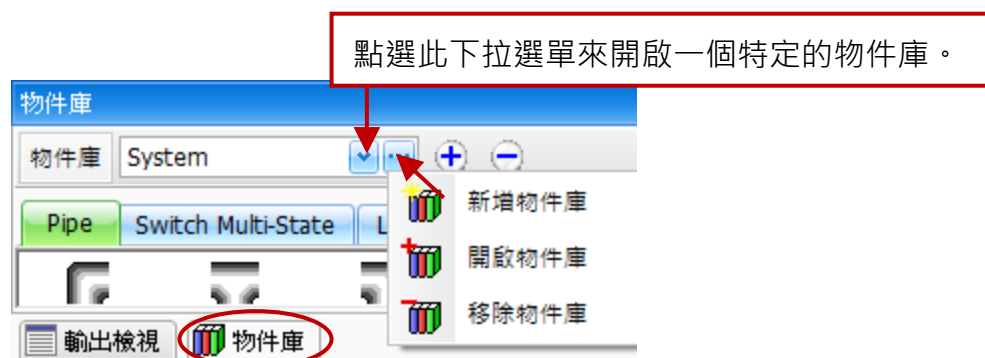 點選此下拉選單來開啟一個特定的物件庫。
物件庫
物件庫 System
新增物件庫
Pipe Switch Multi-State L
開啟物件庫
移除物件庫
輸出檢視 物件庫